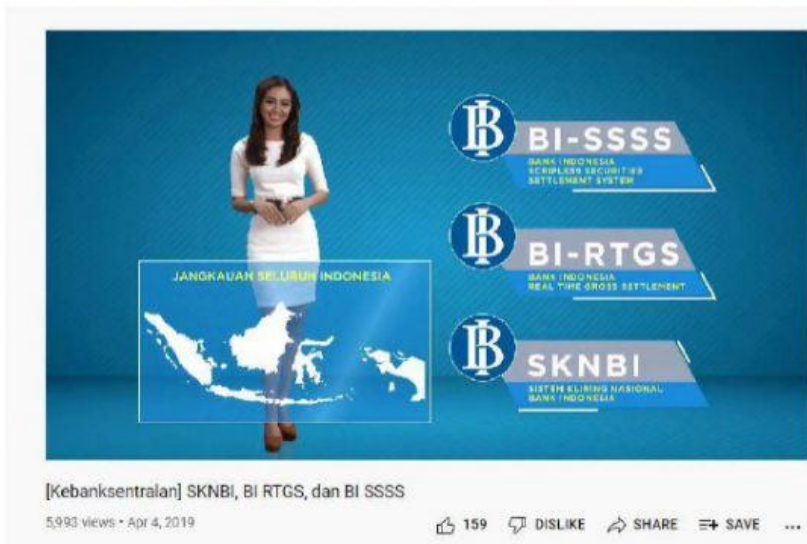 BI-SSSS
BANK INDONESIA
SCRIPLESS SECURITIES
SETTLEMENT SYSTEM
BI-RTGS
BANK INDONESIA
REAL TIME GROSS SETTLEMENT
JANGKAUAN SELURUH INDONESIA
SKNBI
SISTEM KLIRING NASIONAL
BANK INDONESIA
[Kebanksentralan] SKNBI, BI RTGS, dan BI SSSS
5,993 views • Apr 4, 2019
159 DISLIKE SHARE SAVE ...